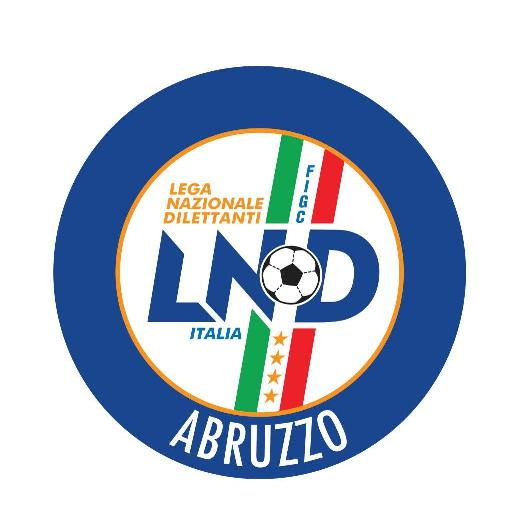 LEGA
NAZIONALE
DILETTANTI
FIGC
LND
ITALIA
ABRUZZO